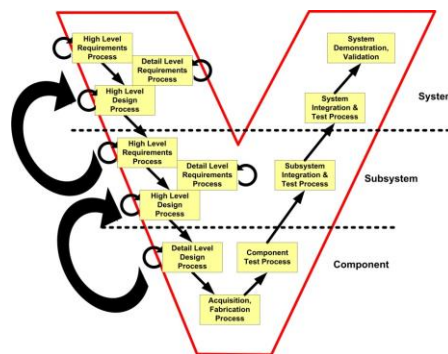 High Level
Requirements
Process
Detail Level
Requirements
Process
High Level
Design
Process
High Level
Requirements
Process
Detail Level
Requirements
Process
High Level
Design
Process
Detail Level
Design
Process
Acquisition,
Fabrication
Process
Component
Test Process
Subsystem
Integration &
Test Process
System
Integration &
Test Process
System
Demonstration,
Validation
System
Subsystem
Component